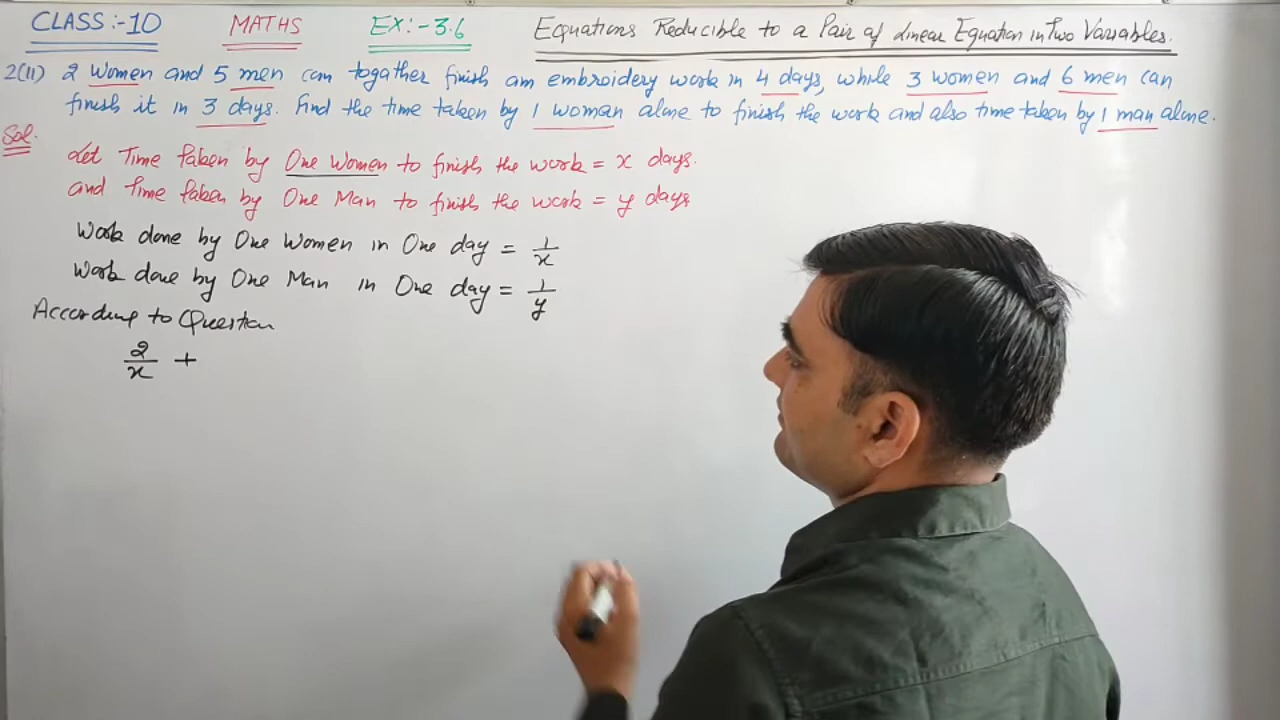 CLASS:-10 MATHS EX:-3.6 Equations Reducible to a Pair of Linear Equation in Two Variables.
2(II) 2 Women and 5 men can togather finish am embroidery work in 4 days, while 3 women and 6 men can
finish it in 3 days. Find the time taken by 1 woman alone to finish the work and also time taken by 1 man alone.
Sol.
Let Time taken by One Women to finish the work = x days.
and Time taken by One Man to finish the work = y days
Work done by One Women in One day = 1/x
Work done by One Man in One day = 1/y
According to Question
2/x +